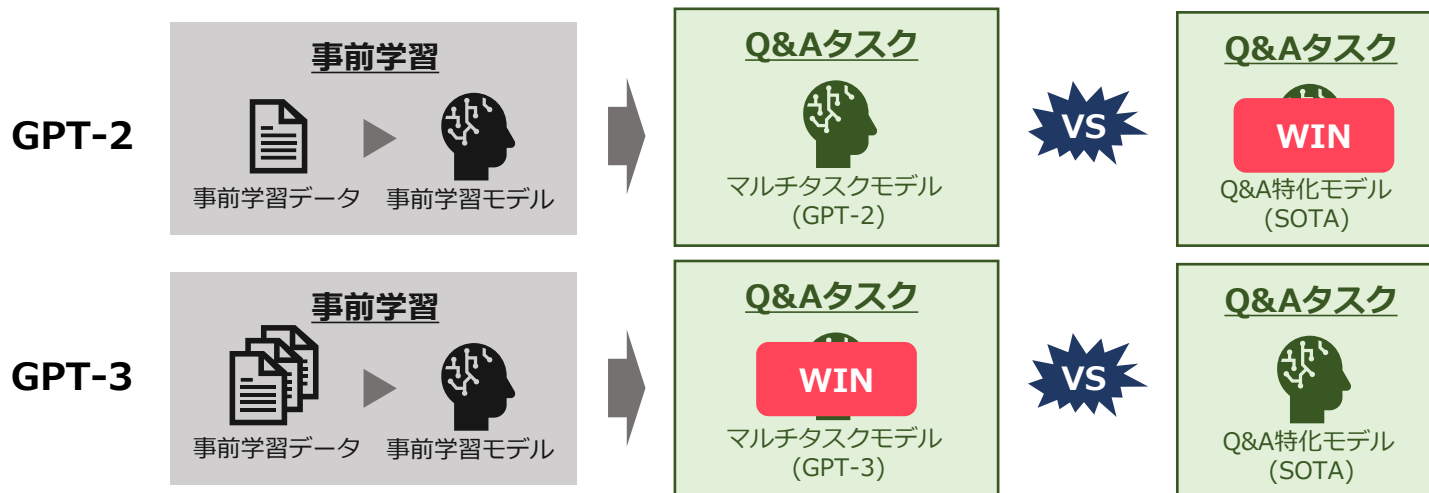 GPT-2
事前学習
事前学習データ
事前学習モデル
Q&Aタスク
マルチタスクモデル
(GPT-2)
VS
Q&Aタスク
WIN
Q&A特化モデル
(SOTA)
GPT-3
事前学習
事前学習データ
事前学習モデル
Q&Aタスク
WIN
マルチタスクモデル
(GPT-3)
VS
Q&Aタスク
Q&A特化モデル
(SOTA)